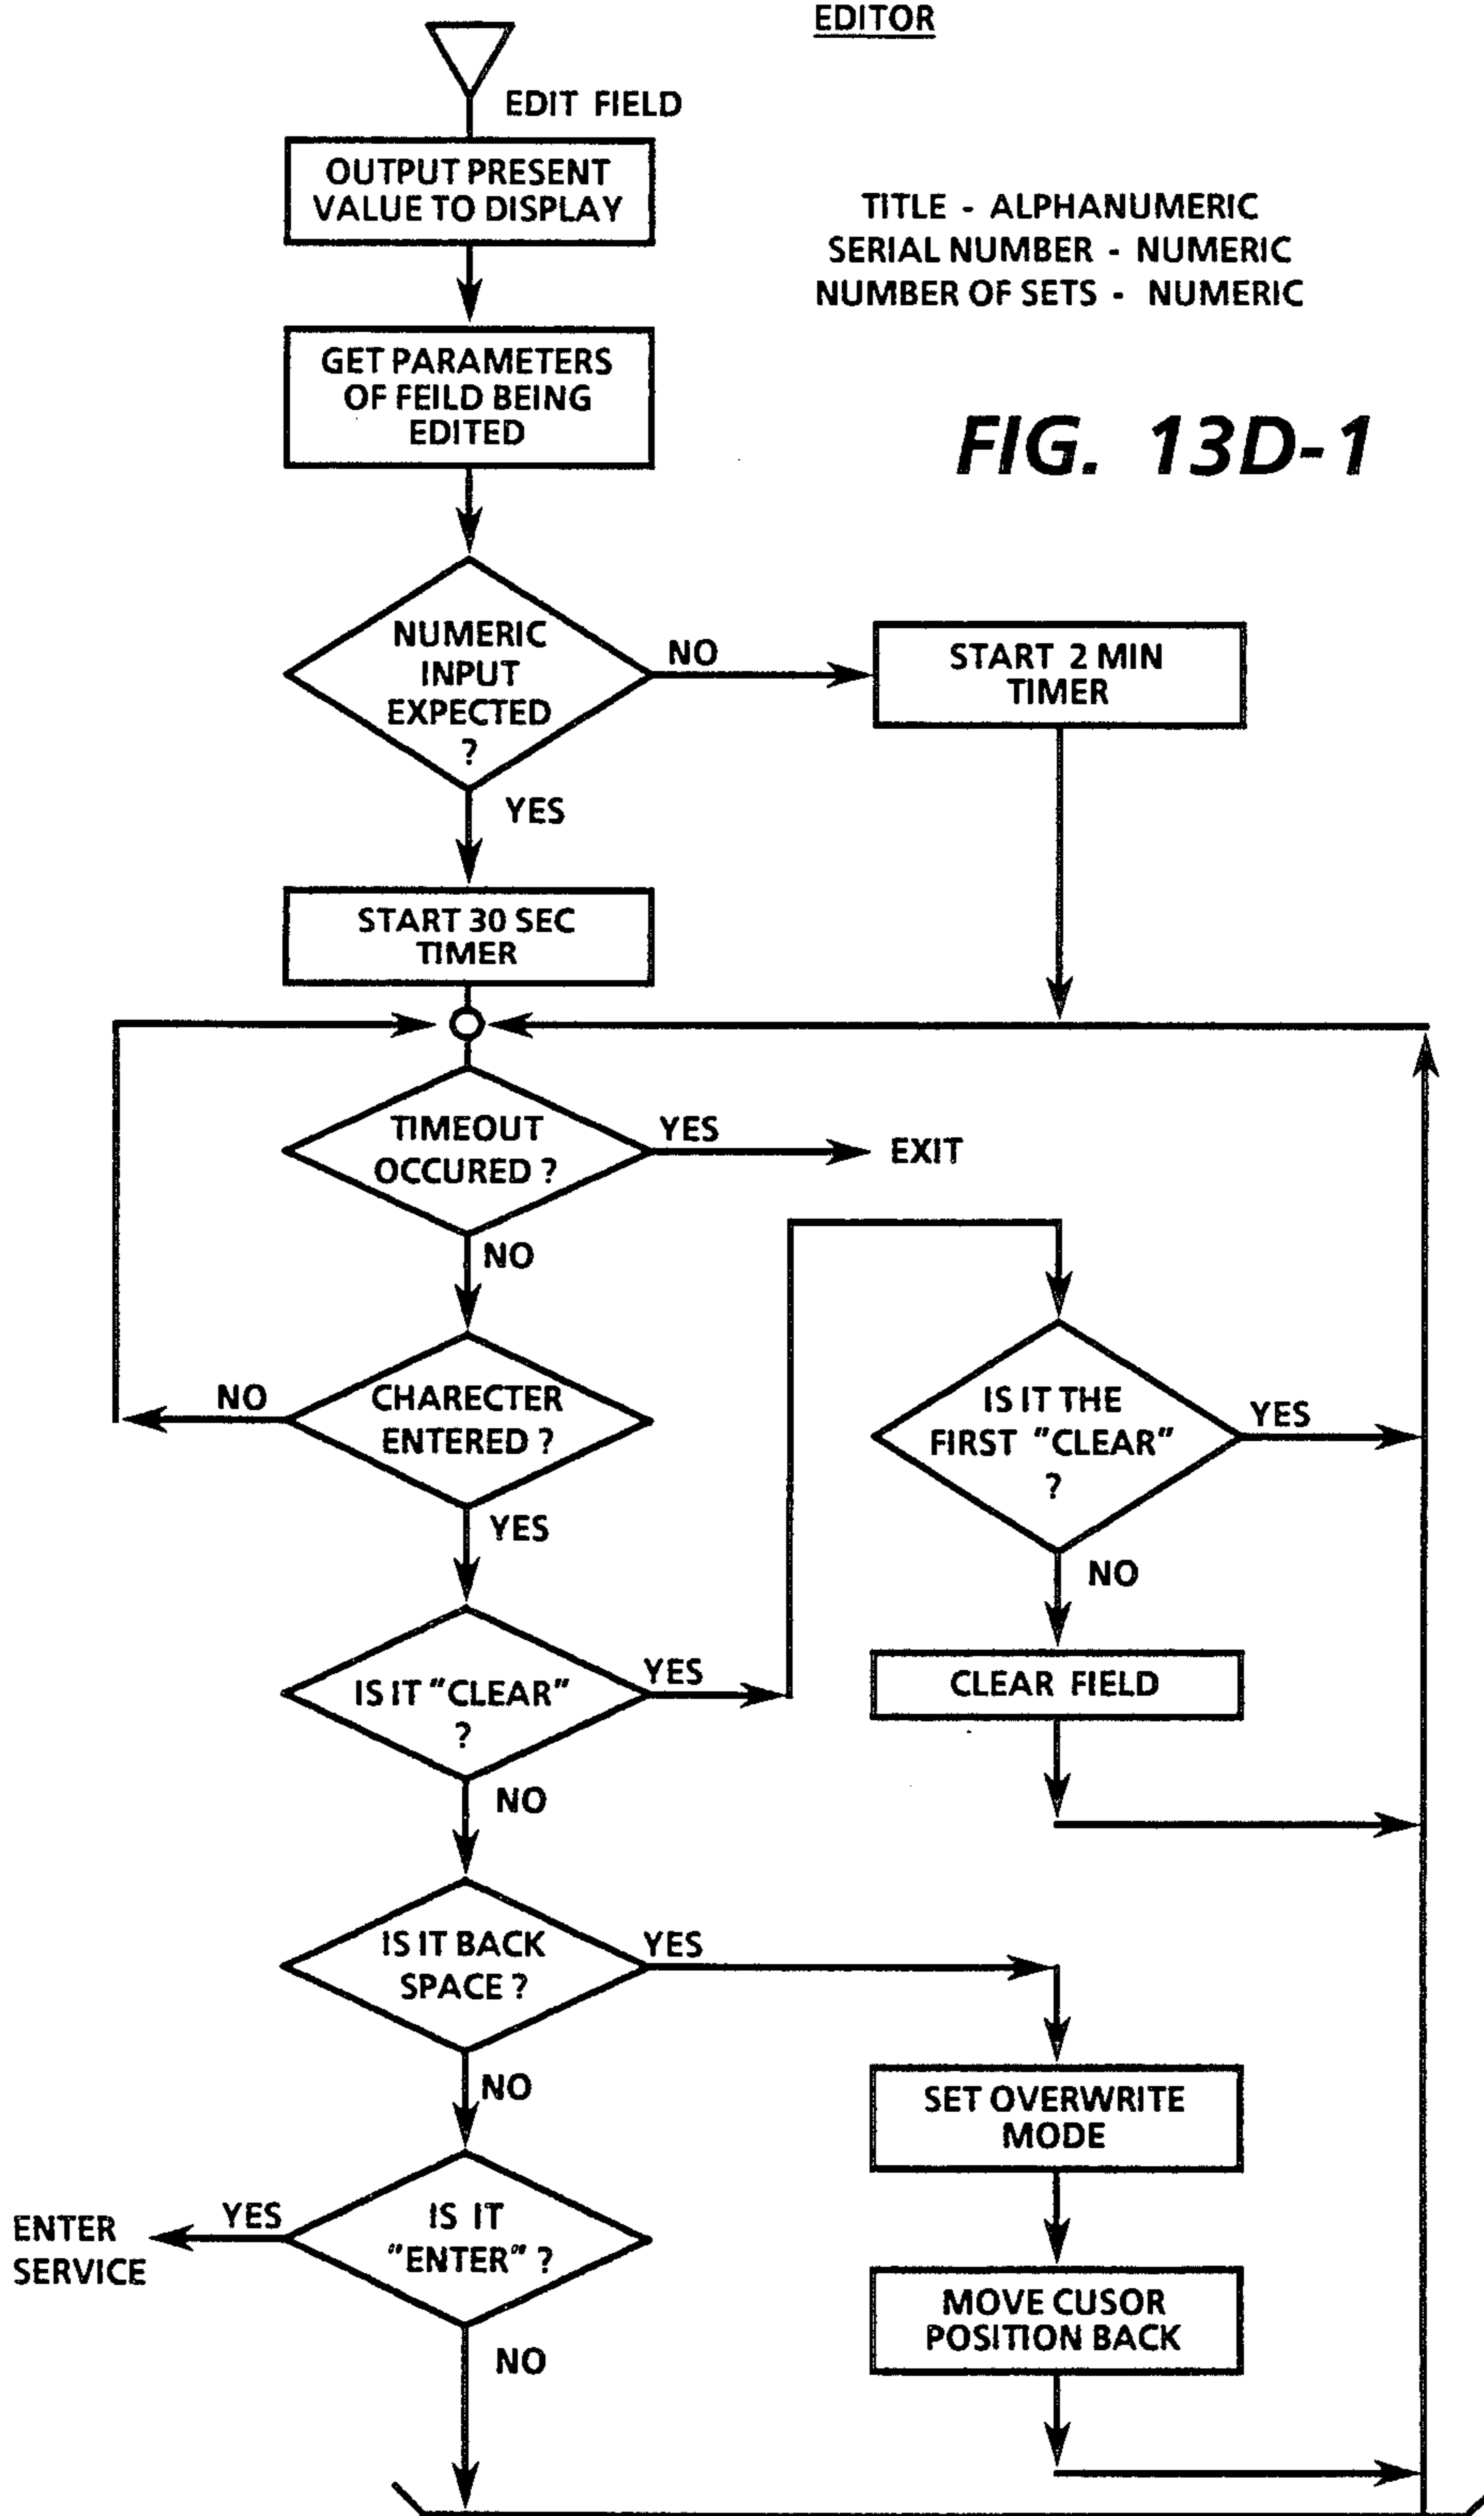 EDITOR
EDIT FIELD
OUTPUT PRESENT
VALUE TO DISPLAY
TITLE - ALPHANUMERIC
SERIAL NUMBER - NUMERIC
NUMBER OF SETS - NUMERIC
GET PARAMETERS
OF FEILD BEING
EDITED
FIG. 13D-1
NUMERIC
INPUT
EXPECTED
?
NO
START 2 MIN
TIMER
YES
START 30 SEC
TIMER
TIMEOUT
OCCURED ?
YES
EXIT
NO
CHARECTER
ENTERED ?
NO
YES
IS IT THE
FIRST "CLEAR"
?
YES
NO
CLEAR FIELD
IS IT "CLEAR"
?
YES
NO
IS IT BACK
SPACE ?
YES
NO
SET OVERWRITE
MODE
IS IT
"ENTER" ?
YES
ENTER
SERVICE
NO
MOVE CUSOR
POSITION BACK